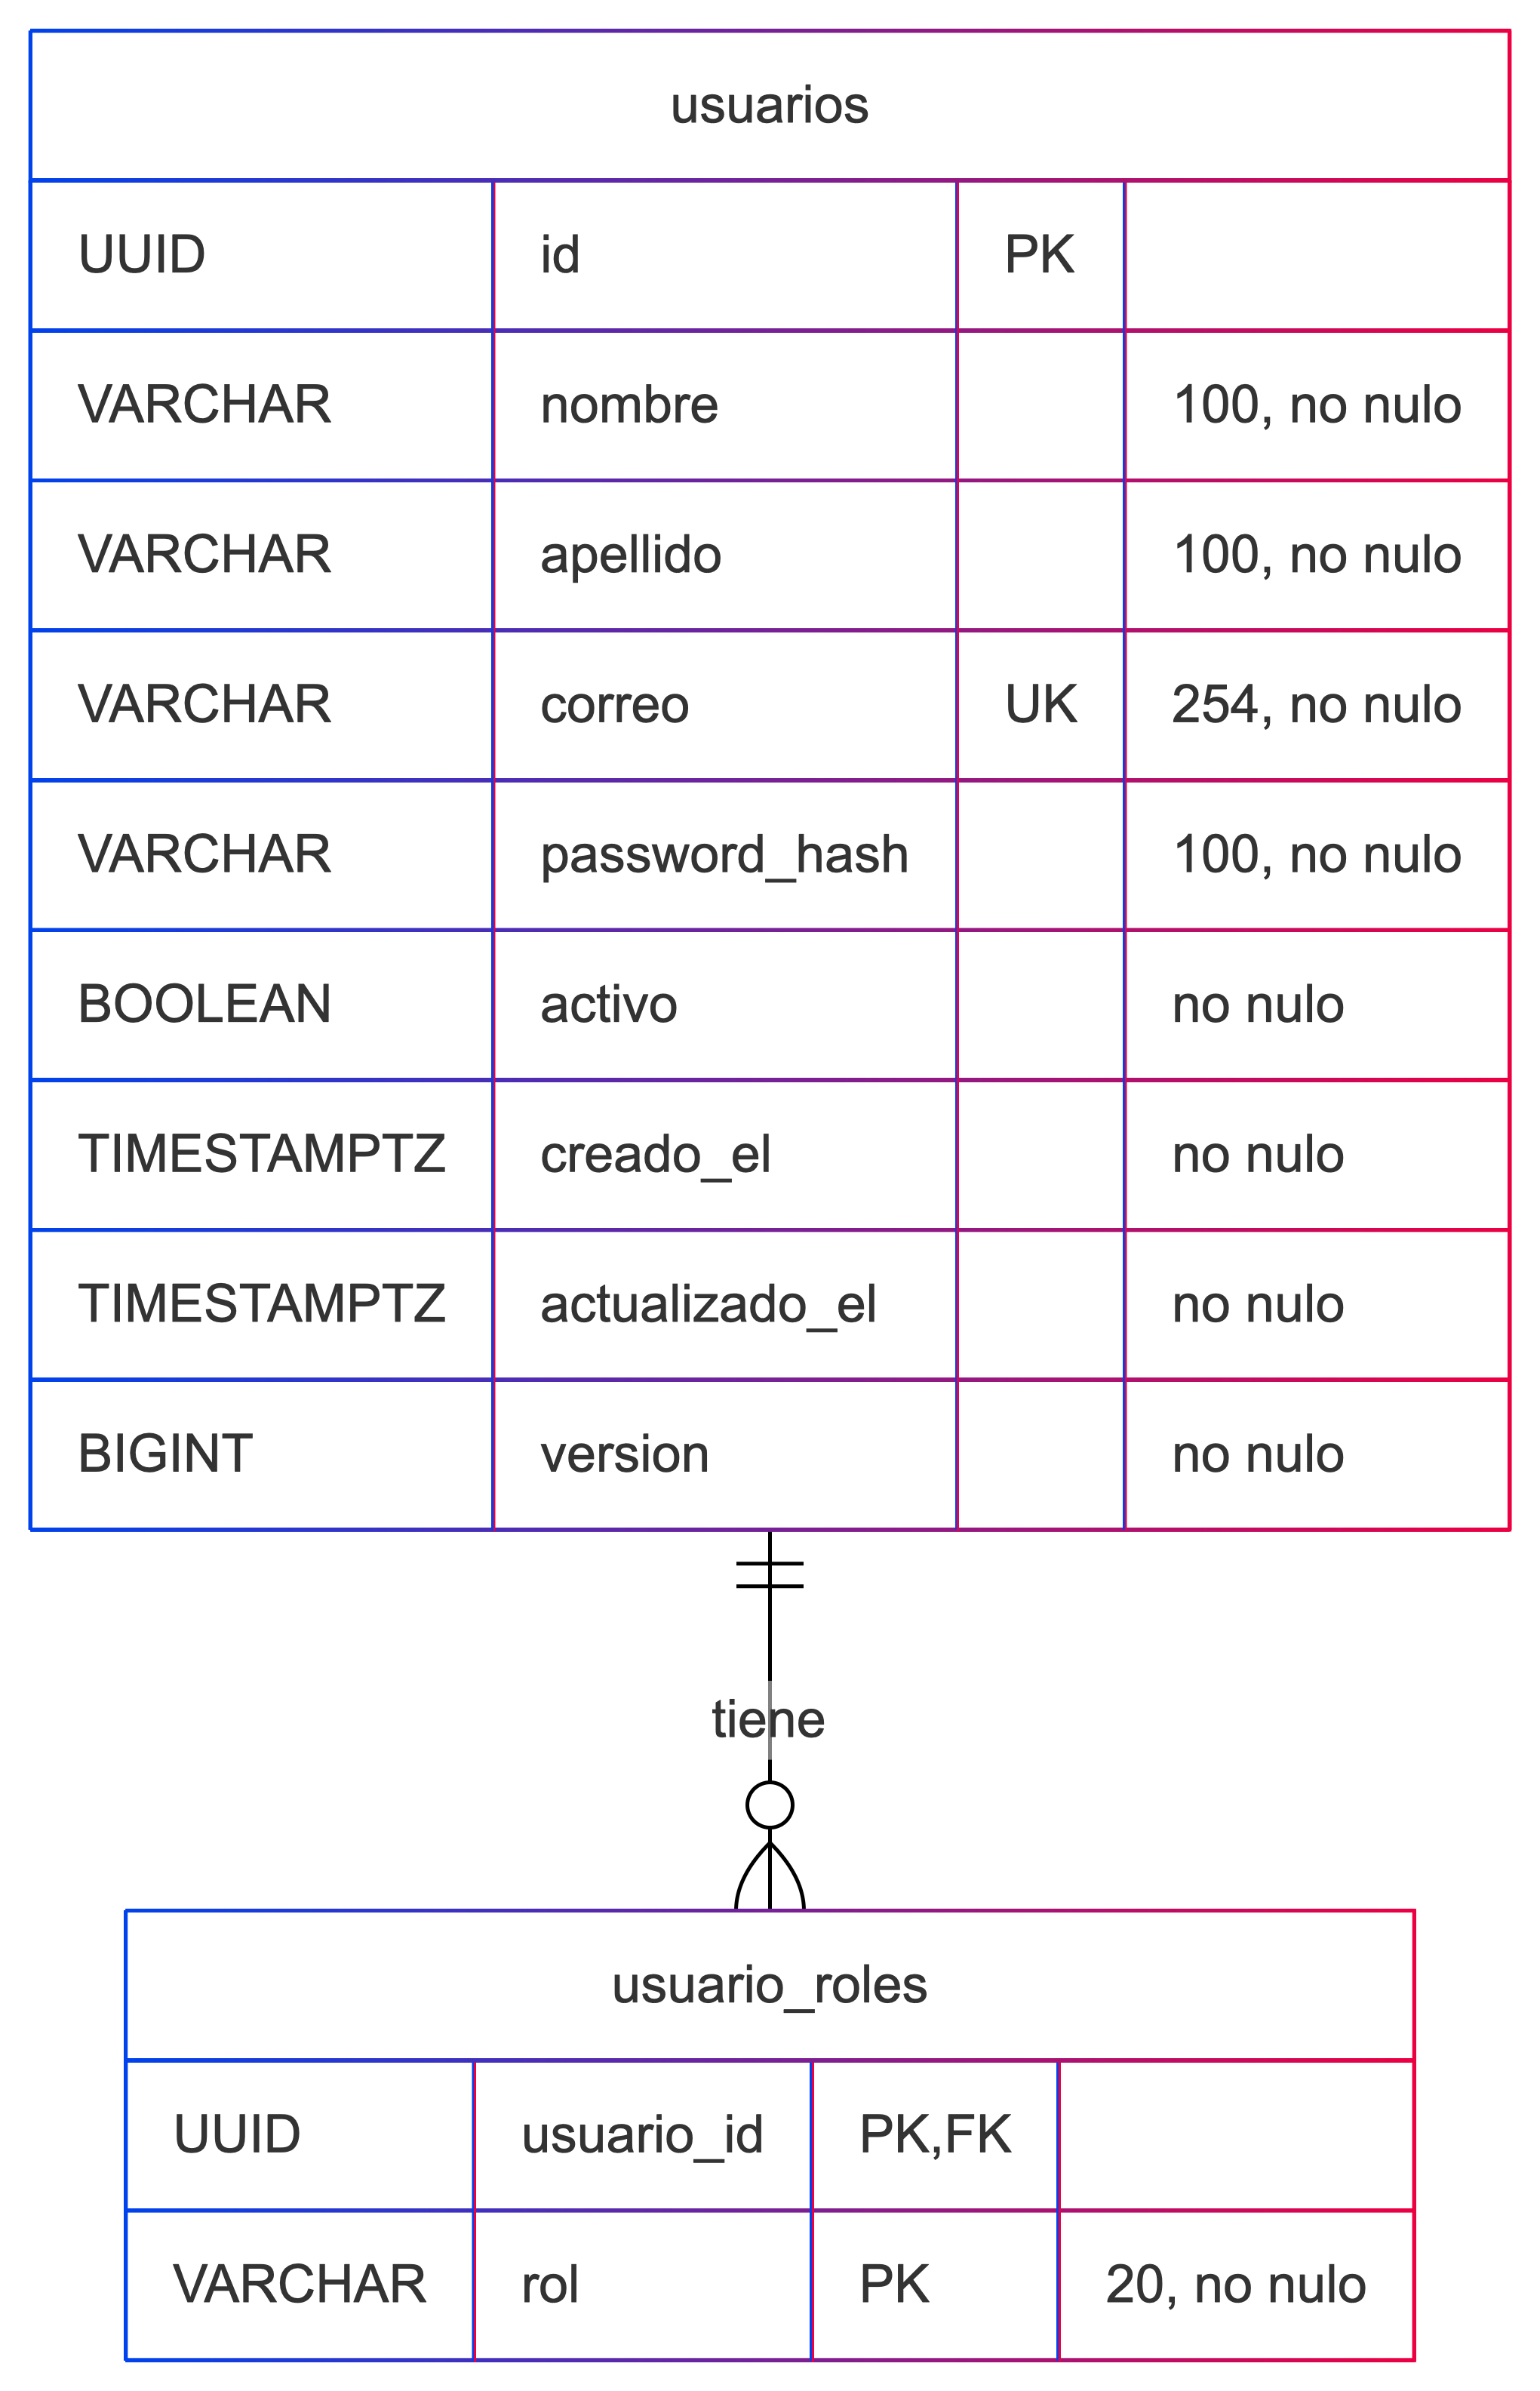 usuarios
UUID id PK
VARCHAR nombre 100, no nulo
VARCHAR apellido 100, no nulo
VARCHAR correo UK 254, no nulo
VARCHAR password_hash 100, no nulo
BOOLEAN activo no nulo
TIMESTAMPTZ creado_el no nulo
TIMESTAMPTZ actualizado_el no nulo
BIGINT version no nulo
tiene
usuario_roles
UUID usuario_id PK,FK
VARCHAR rol PK 20, no nulo